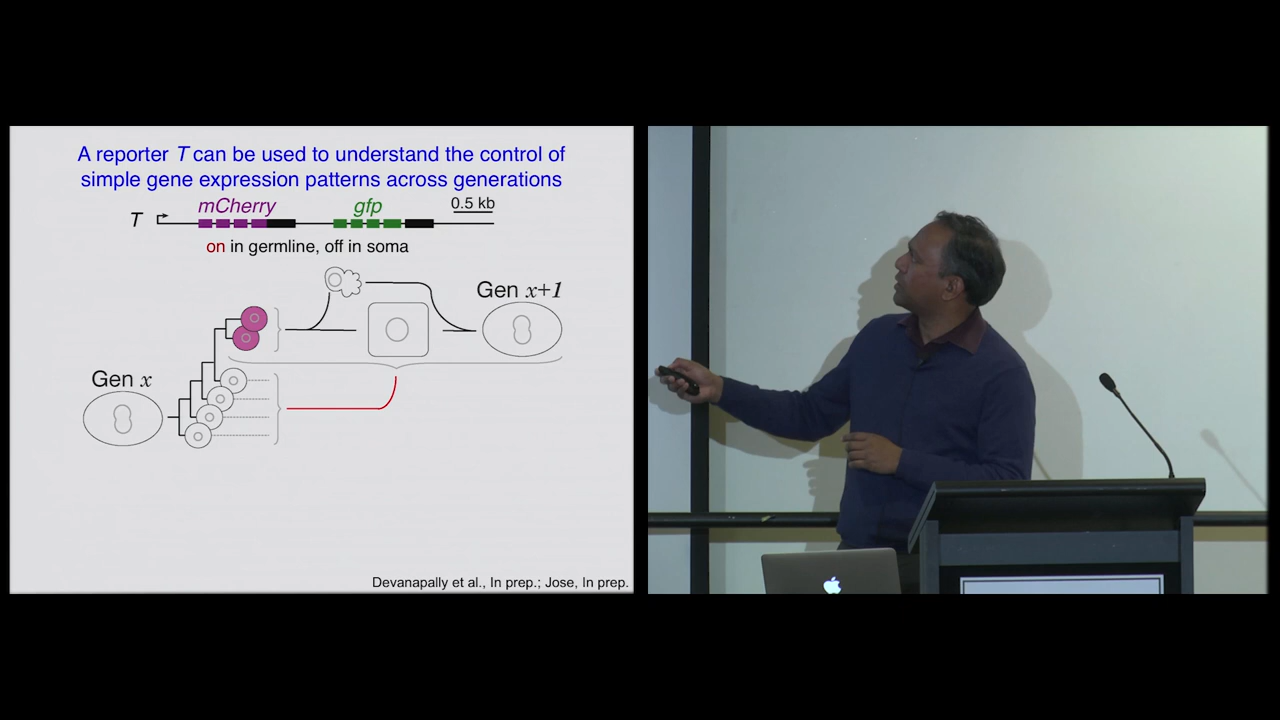 A reporter T can be used to understand the control of
simple gene expression patterns across generations
mCherry
gfp
0.5 kb
T
on in germline, off in soma
Gen x+1
Gen x
Devanapally et al., In prep.; Jose, In prep.